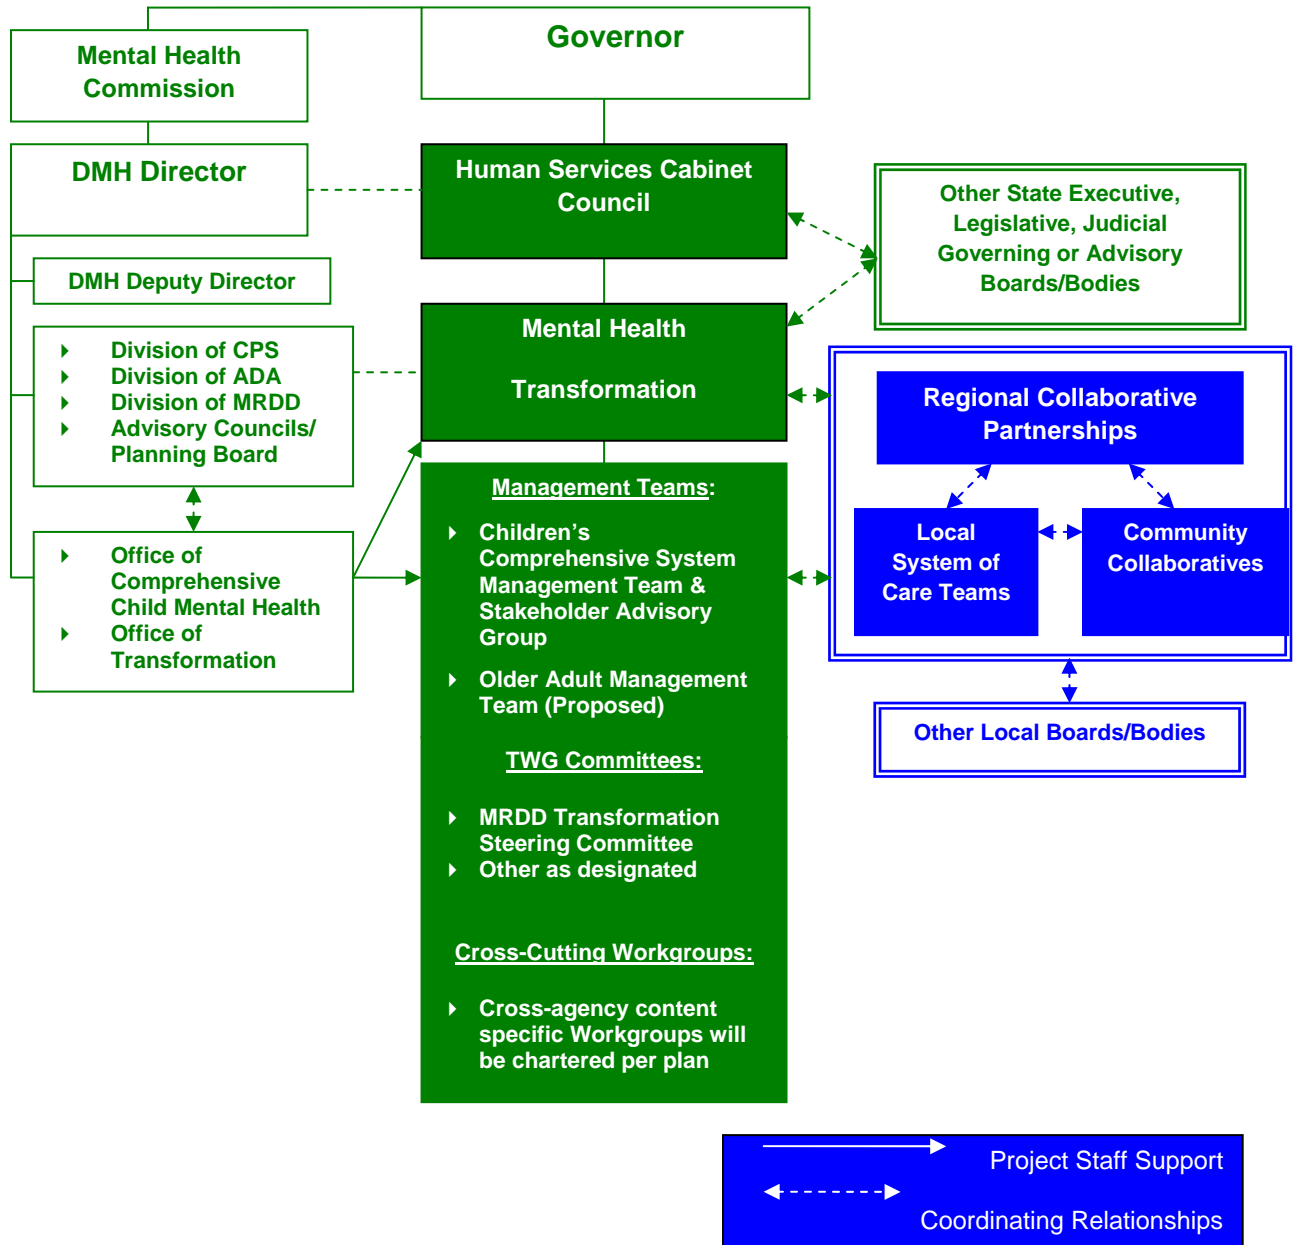 Governor
Mental Health
Commission
DMH Director
Human Services Cabinet
Council
Other State Executive,
Legislative, Judicial
Governing or Advisory
Boards/Bodies
DMH Deputy Director
Mental Health
Transformation
Division of CPS
Division of ADA
Division of MRDD
Advisory Councils/
Planning Board
Regional Collaborative
Partnerships
Local
System of
Care Teams
Community
Collaboratives
Office of
Comprehensive
Child Mental Health
Office of
Transformation
Management Teams:
Children's
Comprehensive System
Management Team &
Stakeholder Advisory
Group
Older Adult Management
Team (Proposed)
Other Local Boards/Bodies
TWG Committees:
MRDD Transformation
Steering Committee
Other as designated
Cross-Cutting Workgroups:
Cross-agency content
specific Workgroups will
be chartered per plan
Project Staff Support
Coordinating Relationships